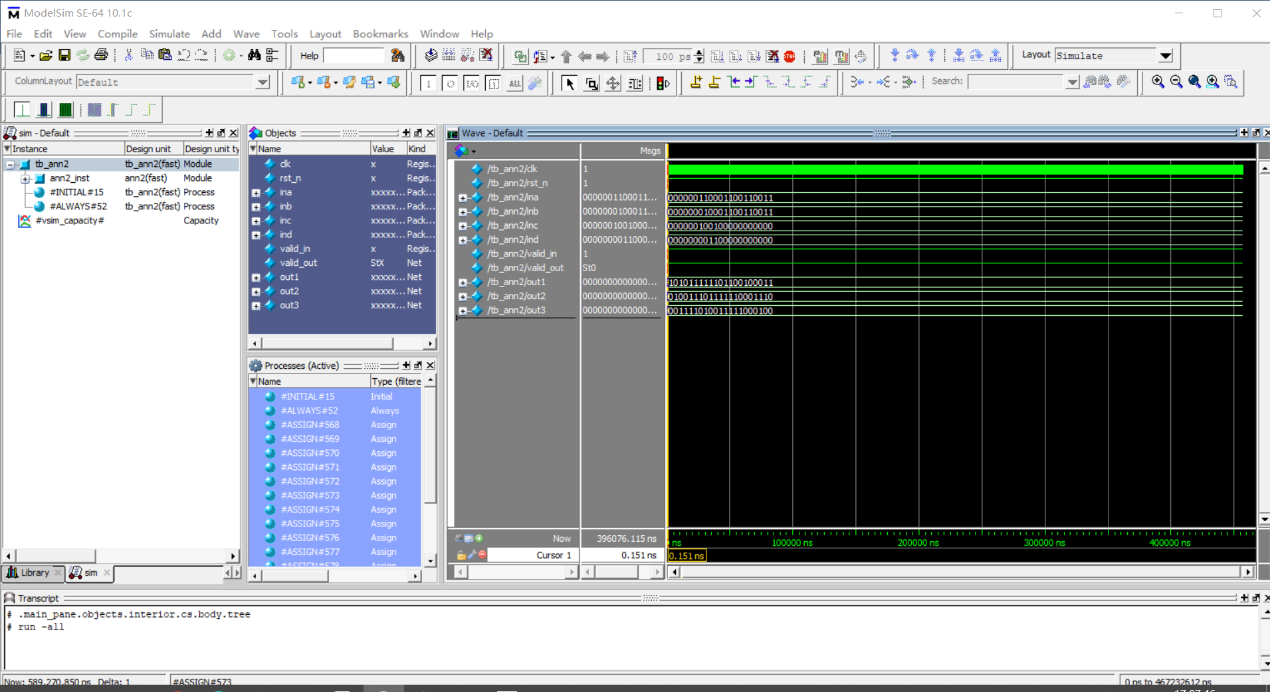 ModelSim SE-64 10.1c
File Edit View Compile Simulate Add Wave Tools Layout Bookmarks Window Help
Help 100 ps Layout Simulate
ColumnLayout Default Search:
sim - Default
Instance Design unit Design unit ty
tb_ann2 tb_ann2(fast) Module
ann2_inst ann2(fast) Module
#INITIAL#15 tb_ann2(fast) Process
#ALWAYS#52 tb_ann2(fast) Process
#vsim_capacity# Capacity
Library sim
Objects
Name Value Kind
clk x Regis...
rst_n x Regis...
ina xxxxx... Pack...
inb xxxxx... Pack...
inc xxxxx... Pack...
ind xxxxx... Pack...
valid_in x Regis...
valid_out StX Net
out1 xxxxx... Net
out2 xxxxx... Net
out3 xxxxx... Net
Processes (Active)
Name Type (filtere
#INITIAL#15 Initial
#ALWAYS#52 Always
#ASSIGN#568 Assign
#ASSIGN#569 Assign
#ASSIGN#570 Assign
#ASSIGN#571 Assign
#ASSIGN#572 Assign
#ASSIGN#573 Assign
#ASSIGN#574 Assign
#ASSIGN#575 Assign
#ASSIGN#576 Assign
#ASSIGN#577 Assign
#ASSIGN#578 Assign
Wave - Default
Msgs
/tb_ann2/clk 1
/tb_ann2/rst_n 1
/tb_ann2/ina 0000001100011... 000000110001100110011
/tb_ann2/inb 0000000100011... 000000010001100110011
/tb_ann2/inc 0000001001000... 000000100100000000000
/tb_ann2/ind 0000000011000... 000000001100000000000
/tb_ann2/valid_in 1
/tb_ann2/valid_out St0
/tb_ann2/out1 0000000000000... 101011111101100100011
/tb_ann2/out2 0000000000000... 010011101111110001110
/tb_ann2/out3 0000000000000... 001111010011111000100
Now 396076.115 ns ns 100000 ns 200000 ns 300000 ns 400000 ns
Cursor 1 0.151 ns 0.151 ns
Transcript
# .main_pane.objects.interior.cs.body.tree
# run -all
Now: 589,270,850 ps Delta: 1 #ASSIGN#573 0 ps to 467232612 ps